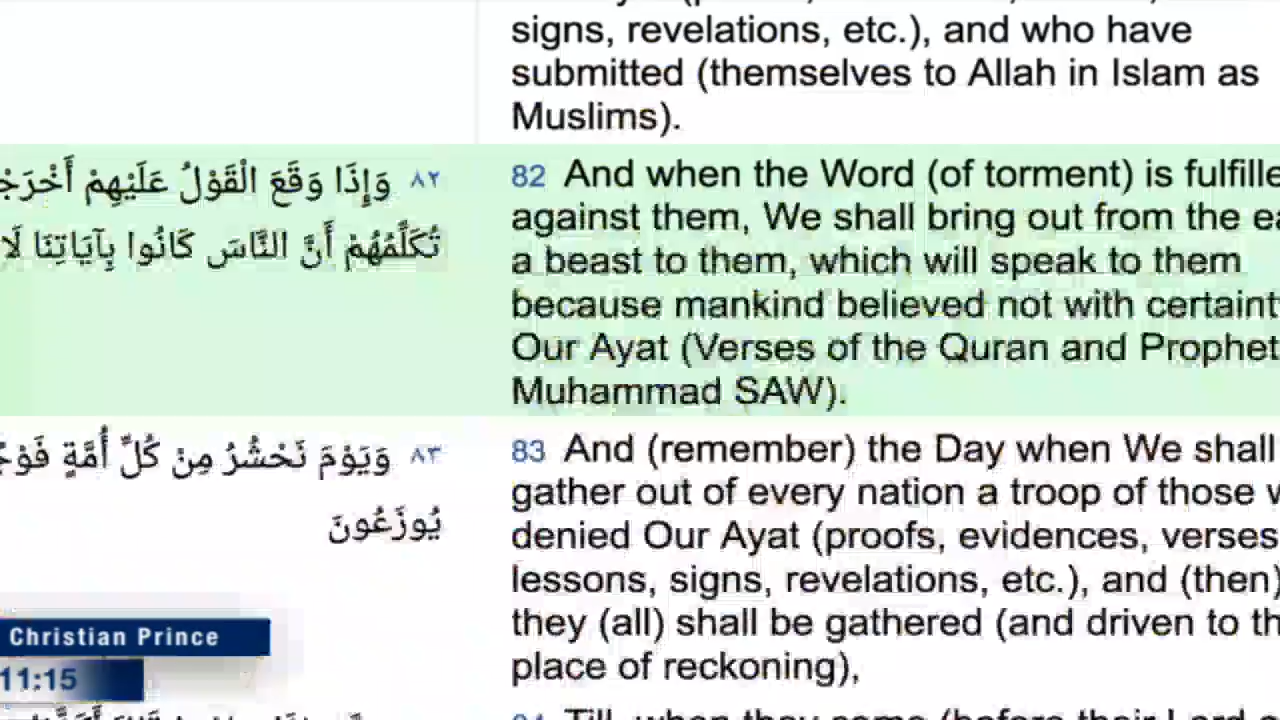 signs, revelations, etc.), and who have
submitted (themselves to Allah in Islam as
Muslims).
٨٢ وَإِذَا وَقَعَ الْقَوْلُ عَلَيْهِمْ
82 And when the Word (of torment) is fulfille
against them, We shall bring out from the ea
تُكَلِّمُهُمْ أَنَّ النَّاسَ كَانُوا بِآيَاتِنَا لَا
a beast to them, which will speak to them
because mankind believed not with certaint
Our Ayat (Verses of the Quran and Prophet
Muhammad SAW).
٨٣ وَيَوْمَ نَحْشُرُ مِنْ كُلِّ أُمَّةٍ
83 And (remember) the Day when We shall
gather out of every nation a troop of those w
يُوزَعُونَ
denied Our Ayat (proofs, evidences, verses
lessons, signs, revelations, etc.), and (then)
they (all) shall be gathered (and driven to th
place of reckoning),
Christian Prince
11:15